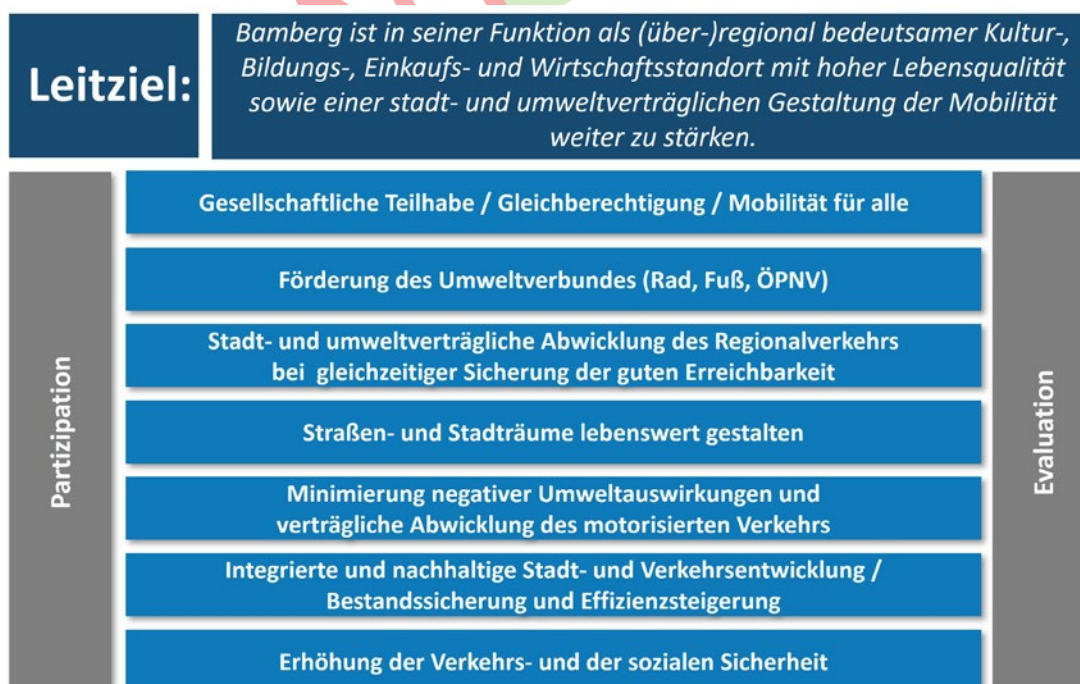 Leitziel:
Bamberg ist in seiner Funktion als (über-)regional bedeutsamer Kultur-,
Bildungs-, Einkaufs- und Wirtschaftsstandort mit hoher Lebensqualität
sowie einer stadt- und umweltverträglichen Gestaltung der Mobilität
weiter zu stärken.
Partizipation
Gesellschaftliche Teilhabe / Gleichberechtigung / Mobilität für alle
Förderung des Umweltverbundes (Rad, Fuß, ÖPNV)
Stadt- und umweltverträgliche Abwicklung des Regionalverkehrs
bei gleichzeitiger Sicherung der guten Erreichbarkeit
Straßen- und Stadträume lebenswert gestalten
Minimierung negativer Umweltauswirkungen und
verträgliche Abwicklung des motorisierten Verkehrs
Integrierte und nachhaltige Stadt- und Verkehrsentwicklung /
Bestandssicherung und Effizienzsteigerung
Erhöhung der Verkehrs- und der sozialen Sicherheit
Evaluation